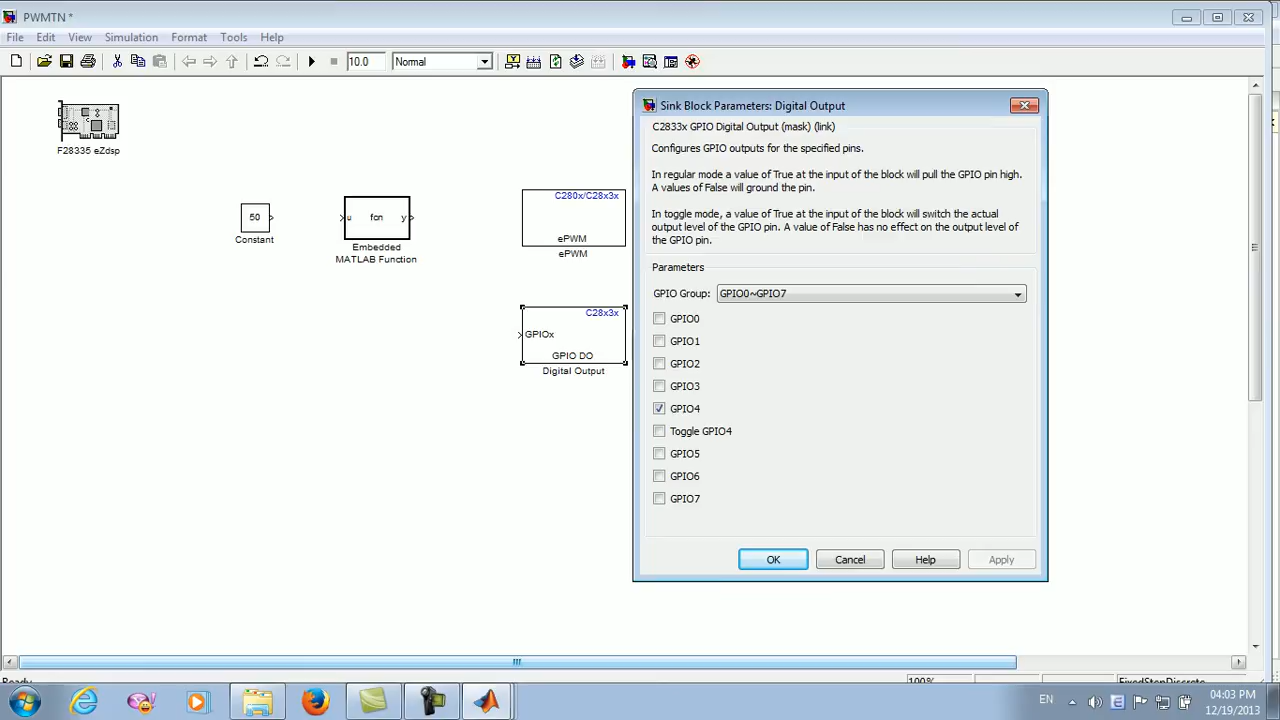 PWMTN *
File Edit View Simulation Format Tools Help
10.0 Normal
F28335 eZdsp
50
Constant
u fcn y
Embedded
MATLAB Function
C280x/C28x3x
ePWM
ePWM
C28x3x
GPIOx
GPIO DO
Digital Output
Sink Block Parameters: Digital Output
C2833x GPIO Digital Output (mask) (link)
Configures GPIO outputs for the specified pins.
In regular mode a value of True at the input of the block will pull the GPIO pin high.
A values of False will ground the pin.
In toggle mode, a value of True at the input of the block will switch the actual
output level of the GPIO pin. A value of False has no effect on the output level of
the GPIO pin.
Parameters
GPIO Group: GPIO0~GPIO7
GPIO0
GPIO1
GPIO2
GPIO3
GPIO4
Toggle GPIO4
GPIO5
GPIO6
GPIO7
OK Cancel Help Apply
Ready 100% FixedStepDiscrete
EN
04:03 PM
12/19/2013